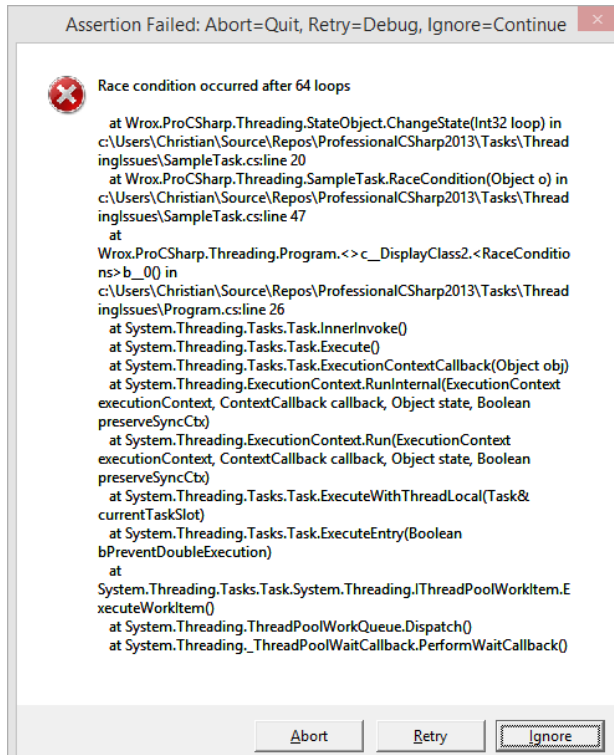 Assertion Failed: Abort=Quit, Retry=Debug, Ignore=Continue
Race condition occurred after 64 loops
at Wrox.ProCSharp.Threading.StateObject.ChangeState(Int32 loop) in
c:\Users\Christian\Source\Repos\ProfessionalCSharp2013\Tasks\Thread
ingIssues\SampleTask.cs:line 20
at Wrox.ProCSharp.Threading.SampleTask.RaceCondition(Object o) in
c:\Users\Christian\Source\Repos\ProfessionalCSharp2013\Tasks\Thread
ingIssues\SampleTask.cs:line 47
at
Wrox.ProCSharp.Threading.Program.<>c__DisplayClass2.<RaceConditio
ns>b__0() in
c:\Users\Christian\Source\Repos\ProfessionalCSharp2013\Tasks\Thread
ingIssues\Program.cs:line 26
at System.Threading.Tasks.Task.InnerInvoke()
at System.Threading.Tasks.Task.Execute()
at System.Threading.Tasks.Task.ExecutionContextCallback(Object obj)
at System.Threading.ExecutionContext.RunInternal(ExecutionContext
executionContext, ContextCallback callback, Object state, Boolean
preserveSyncCtx)
at System.Threading.ExecutionContext.Run(ExecutionContext
executionContext, ContextCallback callback, Object state, Boolean
preserveSyncCtx)
at System.Threading.Tasks.Task.ExecuteWithThreadLocal(Task&
currentTaskSlot)
at System.Threading.Tasks.Task.ExecuteEntry(Boolean
bPreventDoubleExecution)
at
System.Threading.Tasks.Task.System.Threading.IThreadPoolWorkItem.E
xecuteWorkItem()
at System.Threading.ThreadPoolWorkQueue.Dispatch()
at System.Threading._ThreadPoolWaitCallback.PerformWaitCallback()
Abort Retry Ignore